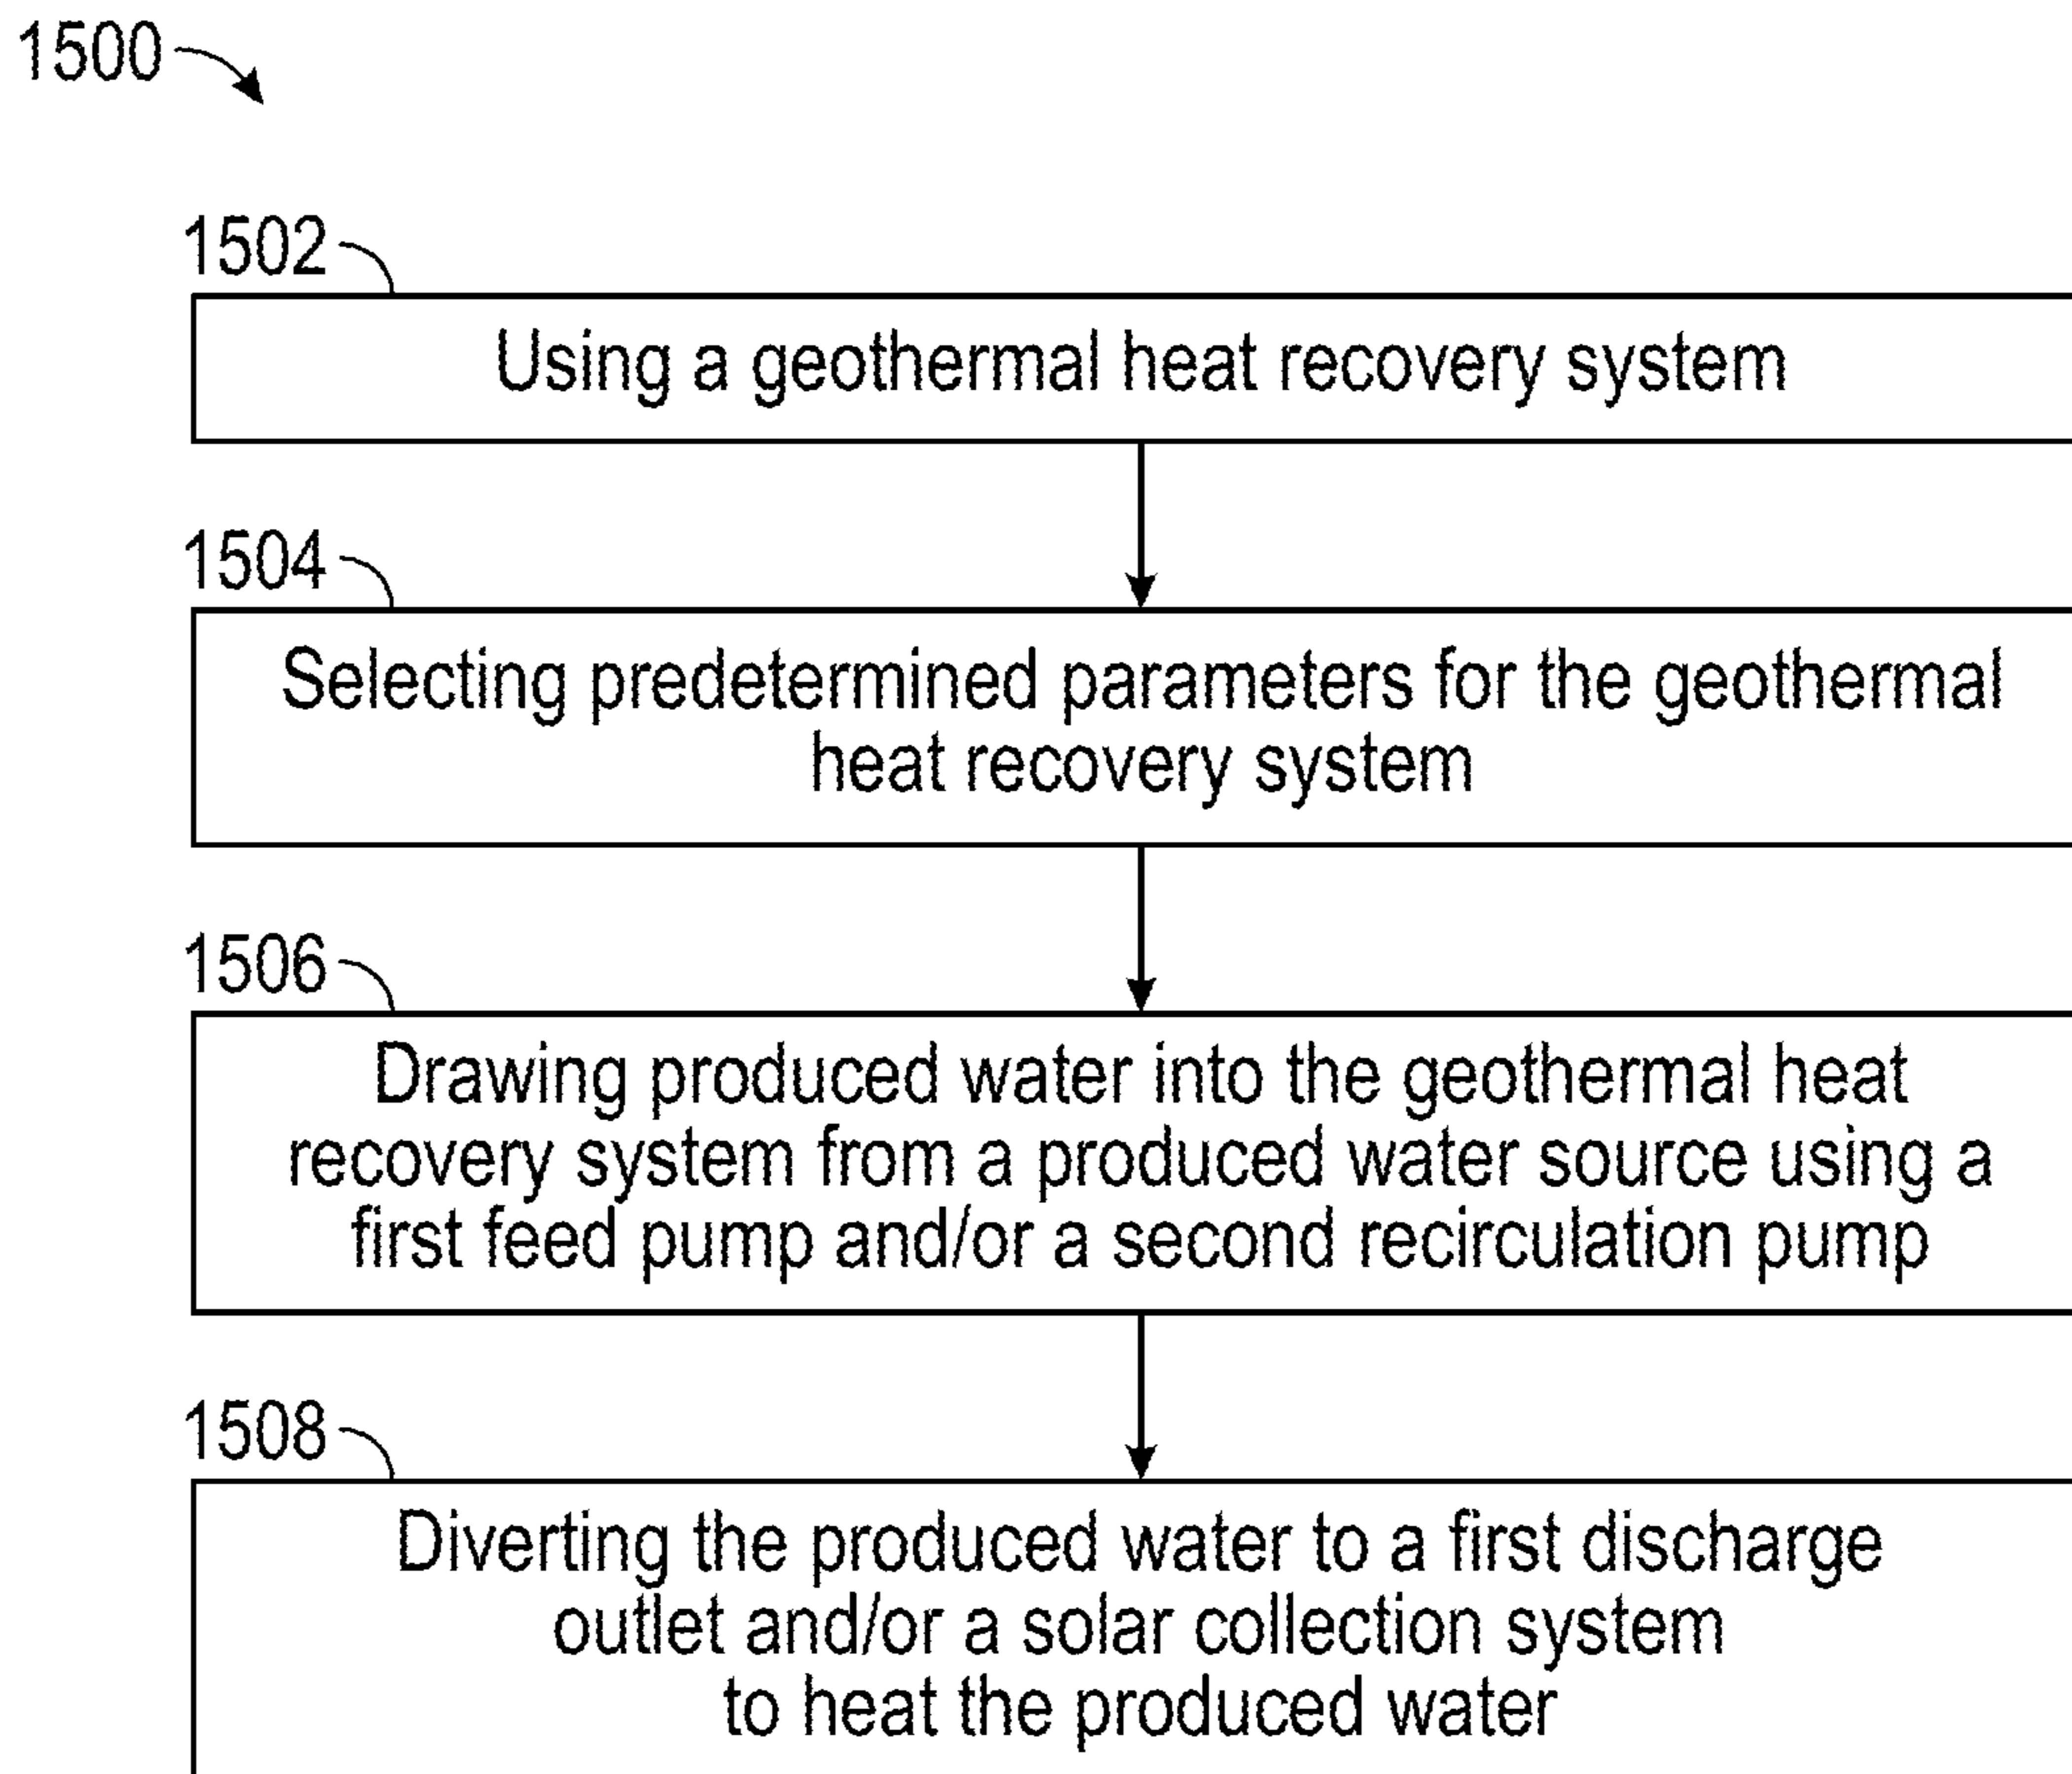 1500
1502
Using a geothermal heat recovery system
1504
Selecting predetermined parameters for the geothermal
heat recovery system
1506
Drawing produced water into the geothermal heat
recovery system from a produced water source using a
first feed pump and/or a second recirculation pump
1508
Diverting the produced water to a first discharge
outlet and/or a solar collection system
to heat the produced water